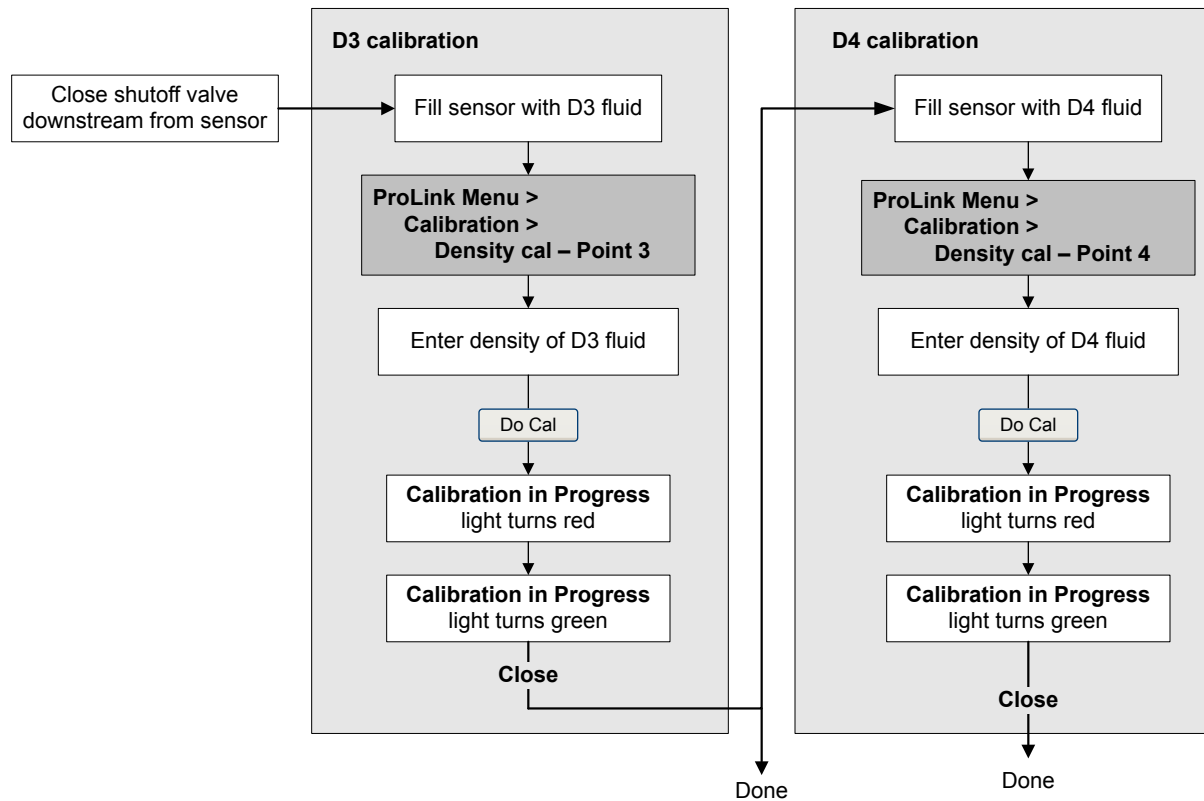 Close shutoff valve
downstream from sensor
D3 calibration
Fill sensor with D3 fluid
ProLink Menu >
Calibration >
Density cal – Point 3
Enter density of D3 fluid
Do Cal
Calibration in Progress
light turns red
Calibration in Progress
light turns green
Close
Done
D4 calibration
Fill sensor with D4 fluid
ProLink Menu >
Calibration >
Density cal – Point 4
Enter density of D4 fluid
Do Cal
Calibration in Progress
light turns red
Calibration in Progress
light turns green
Close
Done